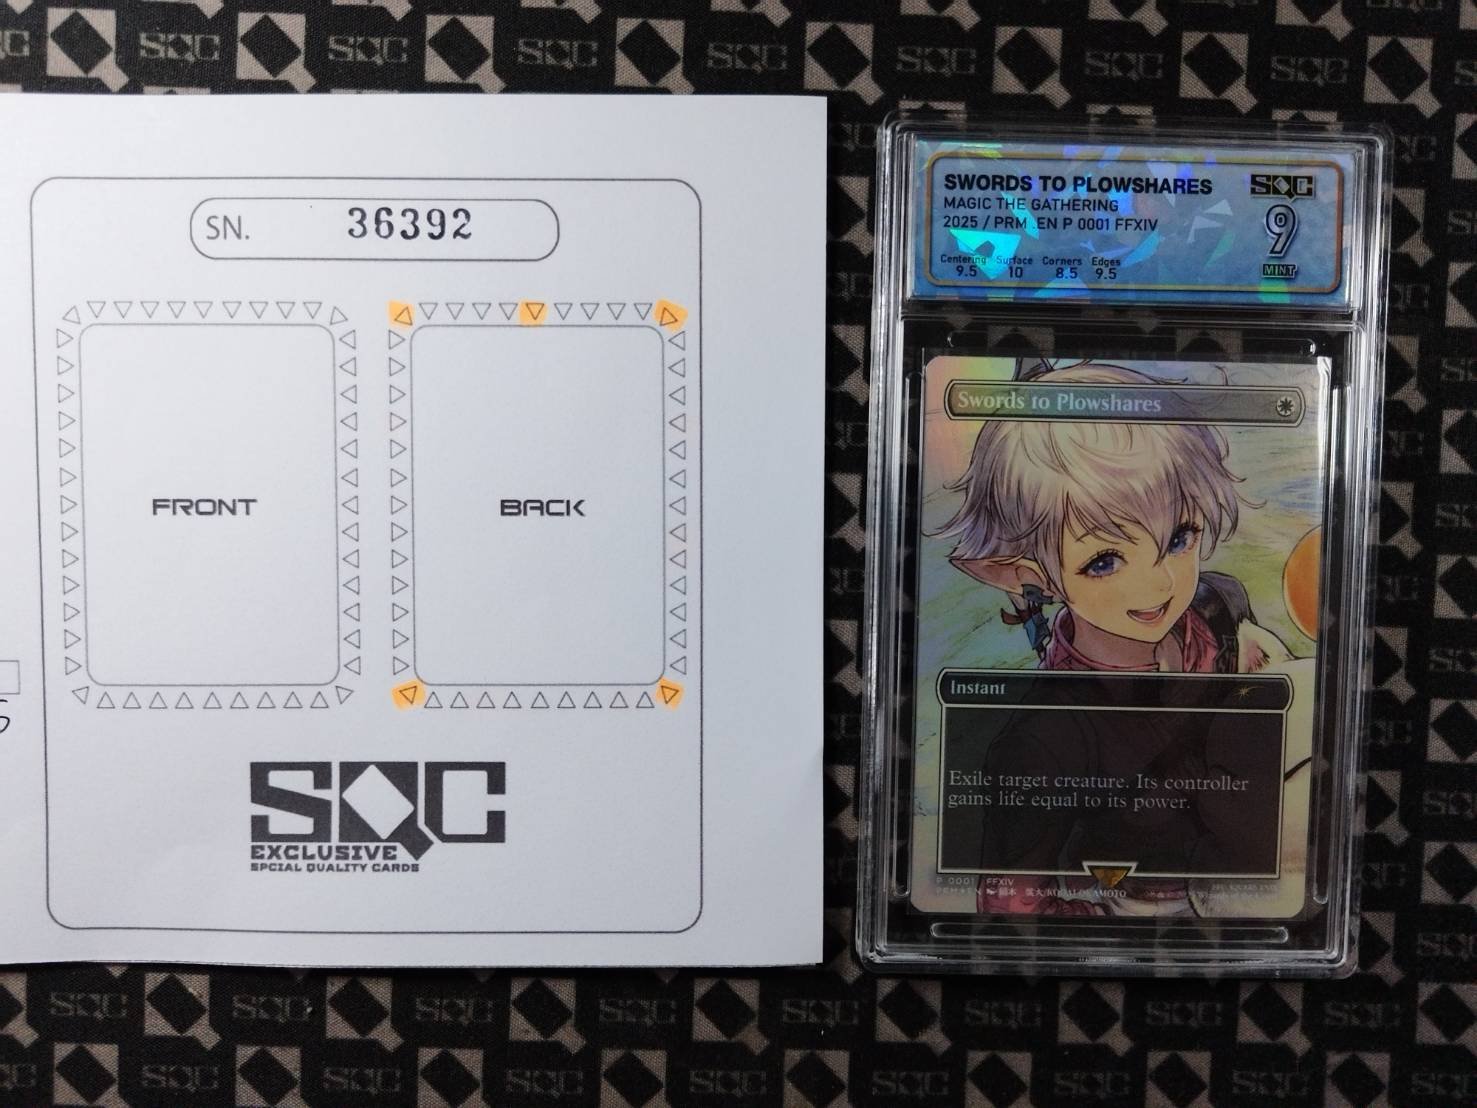 SN. 36392
FRONT
BACK
SQC
EXCLUSIVE
SPCIAL QUALITY CARDS
SWORDS TO PLOWSHARES
SQC
MAGIC THE GATHERING
2025 / PRM .EN P 0001 FFXIV
9
MINT
Centering Surface Corners Edges
9.5 10 8.5 9.5
Swords to Plowshares
Instant
Exile target creature. Its controller
gains life equal to its power.
P 0001 FFXIV